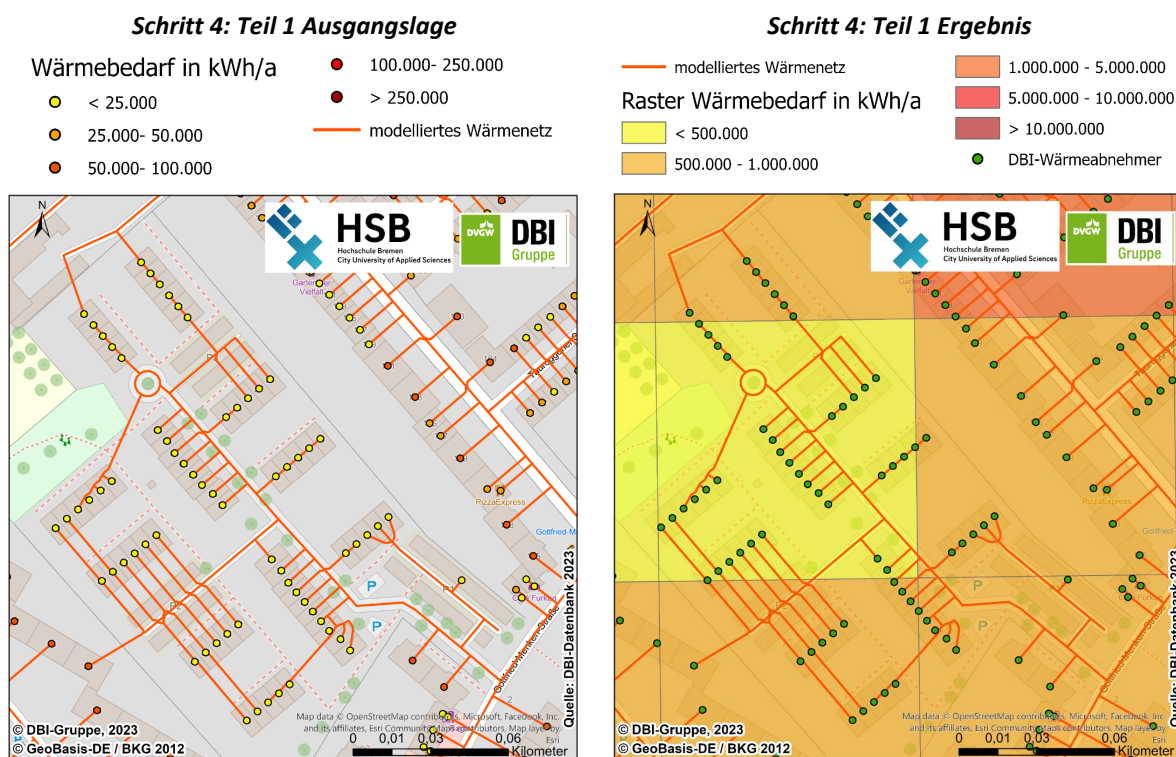 Schritt 4: Teil 1 Ausgangslage
Wärmebedarf in kWh/a
< 25.000
25.000- 50.000
50.000- 100.000
100.000- 250.000
> 250.000
modelliertes Wärmenetz
N
HSB
Hochschule Bremen
City University of Applied Sciences
DVGW
DBI
Gruppe
Vielfalt
PizzaExpress
Gottfried-M
P
P
Gottfried-Menken-Straße
2
Quelle: DBI-Datenbank 2023
Map data © OpenStreetMap contributors, Microsoft, Facebook, Inc.
and its affiliates, Esri Community Maps contributors, Map layer by
Esri
© DBI-Gruppe, 2023
© GeoBasis-DE / BKG 2012
0 0,01 0,03 0,06
Kilometer
Schritt 4: Teil 1 Ergebnis
modelliertes Wärmenetz
Raster Wärmebedarf in kWh/a
< 500.000
500.000 - 1.000.000
1.000.000 - 5.000.000
5.000.000 - 10.000.000
> 10.000.000
DBI-Wärmeabnehmer
N
HSB
Hochschule Bremen
City University of Applied Sciences
DVGW
DBI
Gruppe
Vielfalt
PizzaExpress
P
P
Gottfried-Menken-Straße
2
Quelle: DBI-Datenbank 2023
Map data © OpenStreetMap contributors, Microsoft, Facebook, Inc.
and its affiliates, Esri Community Maps contributors, Map layer by
Esri
© DBI-Gruppe, 2023
© GeoBasis-DE / BKG 2012
0 0,01 0,03 0,06
Kilometer